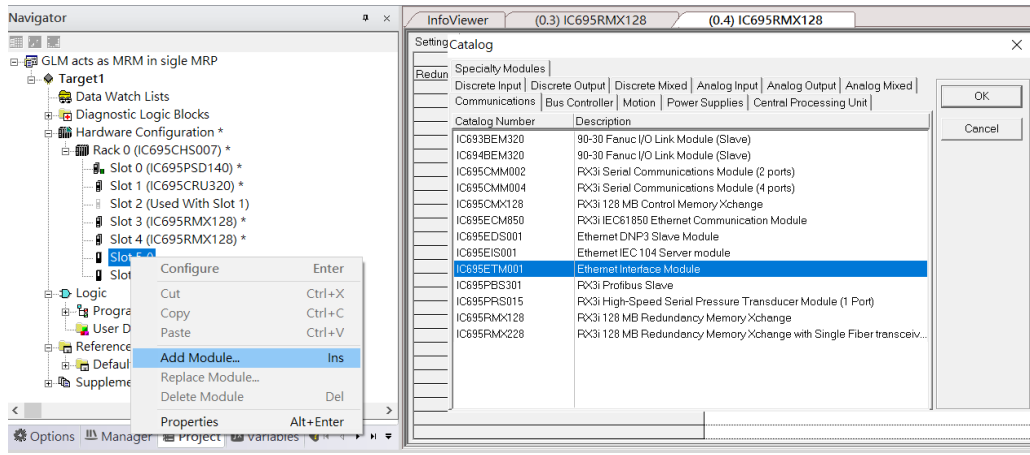 Navigator
GLM acts as MRM in sigle MRP
Target1
Data Watch Lists
Diagnostic Logic Blocks
Hardware Configuration *
Rack 0 (IC695CHS007) *
Slot 0 (IC695PSD140) *
Slot 1 (IC695CRU320) *
Slot 2 (Used With Slot 1)
Slot 3 (IC695RMX128) *
Slot 4 (IC695RMX128) *
Slot
Slot
Logic
Progra
User D
Reference
Defaul
Suppleme
Configure Enter
Cut Ctrl+X
Copy Ctrl+C
Paste Ctrl+V
Add Module... Ins
Replace Module...
Delete Module Del
Properties Alt+Enter
Options Manager Project Variables
InfoViewer (0.3) IC695RMX128 (0.4) IC695RMX128
Setting
Redun
Catalog
Specialty Modules
Discrete Input Discrete Output Discrete Mixed Analog Input Analog Output Analog Mixed
Communications Bus Controller Motion Power Supplies Central Processing Unit
Catalog Number Description
IC693BEM320 90-30 Fanuc I/O Link Module (Slave)
IC694BEM320 90-30 Fanuc I/O Link Module (Slave)
IC695CMM002 RX3i Serial Communications Module (2 ports)
IC695CMM004 RX3i Serial Communications Module (4 ports)
IC695CMX128 RX3i 128 MB Control Memory Xchange
IC695ECM850 RX3i IEC61850 Ethernet Communication Module
IC695EDS001 Ethernet DNP3 Slave Module
IC695EIS001 Ethernet IEC 104 Server module
IC695ETM001 Ethernet Interface Module
IC695PBS301 RX3i Profibus Slave
IC695PRS015 RX3i High-Speed Serial Pressure Transducer Module (1 Port)
IC695RMX128 RX3i 128 MB Redundancy Memory Xchange
IC695RMX228 RX3i 128 MB Redundancy Memory Xchange with Single Fiber transceiv...
OK
Cancel